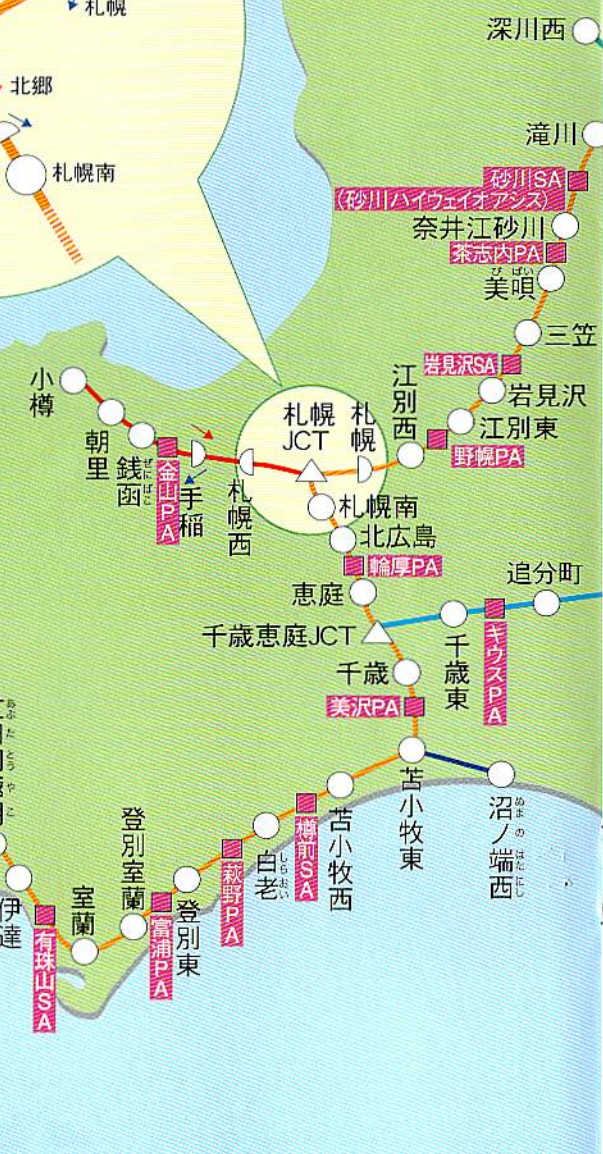 札幌
北郷
札幌南
深川西
滝川
砂川SA
(砂川ハイウェイオアシス)
奈井江砂川
茶志内PA
び ばい
美唄
三笠
岩見沢SA
岩見沢
江別東
野幌PA
江別西
札幌
札幌
JCT
小樽
朝里
ぜにばこ
銭函
金山PA
手稲
札幌西
札幌南
北広島
輪厚PA
恵庭
千歳恵庭JCT
追分町
千歳東
キウスPA
千歳
美沢PA
苫小牧東
ぬま の はた にし
沼ノ端西
苫小牧西
樽前SA
しらおい
白老
萩野PA
登別東
富浦PA
登別室蘭
室蘭
有珠山SA
伊達
あぶ た とう や こ